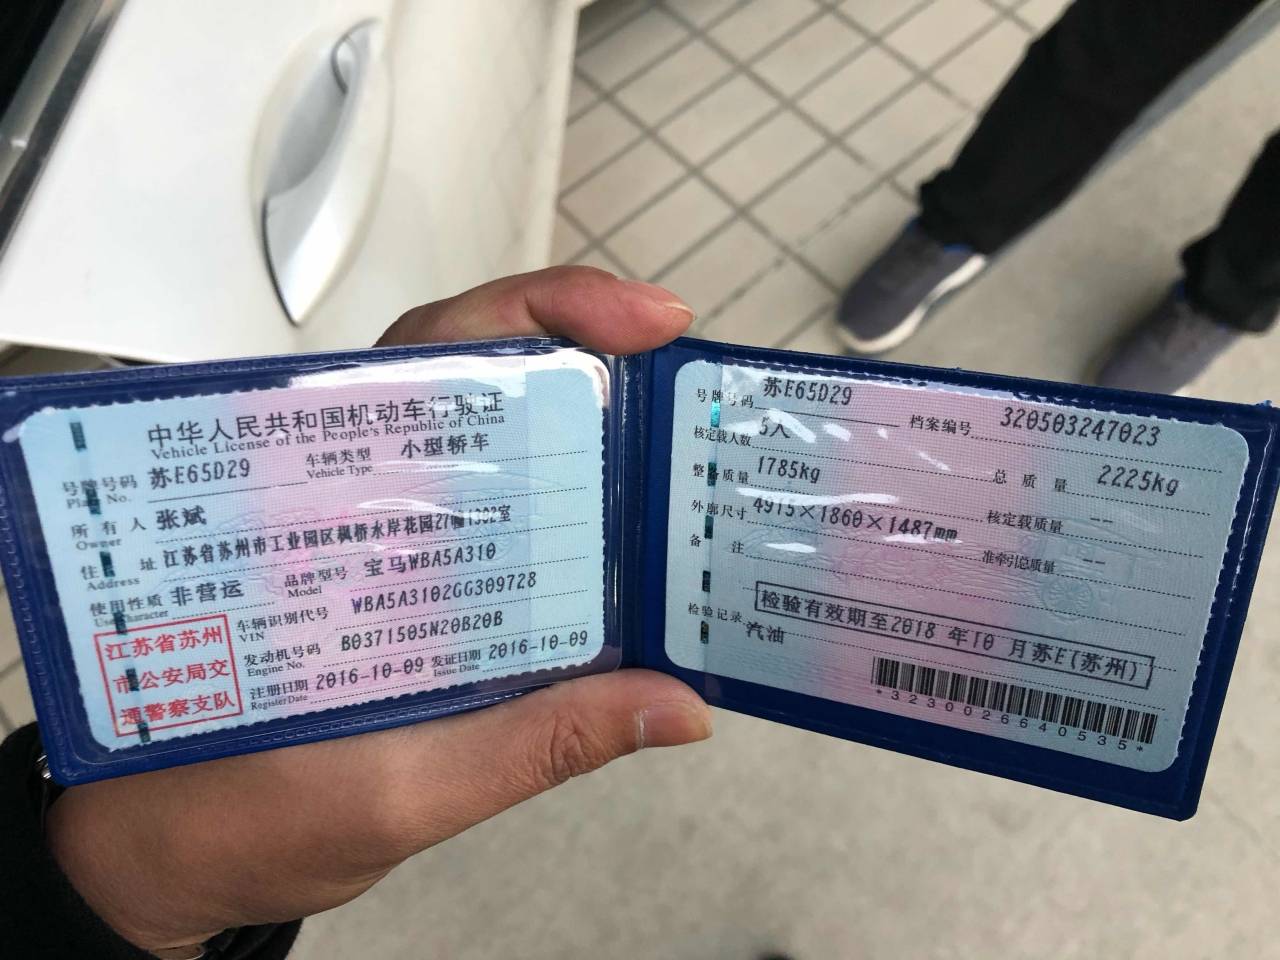 中华人民共和国机动车行驶证
Vehicle License of the People's Republic of China
号牌号码 苏E65D29 车辆类型 小型轿车
Plate No. Vehicle Type
所有人 张斌
Owner
住址 江苏省苏州市工业园区枫桥水岸花园27幢1302室
Address
使用性质 非营运 品牌型号 宝马WBA5A310
Use Character Model
江苏省苏州
市公安局交
通警察支队
车辆识别代号 WBA5A3102GG309728
VIN
发动机号码 B0371505N20B20B
Engine No.
注册日期 2016-10-09 发证日期 2016-10-09
Register Date Issue Date
号牌号码 苏E65D29 档案编号 320503247023
核定载人数 5人 总质量 2225kg
整备质量 1785kg 核定载质量 --
外廓尺寸 4915×1860×1487mm 准牵引总质量 --
备注
检验有效期至2018年10月苏E(苏州)
检验记录 汽油
*3230026640535*